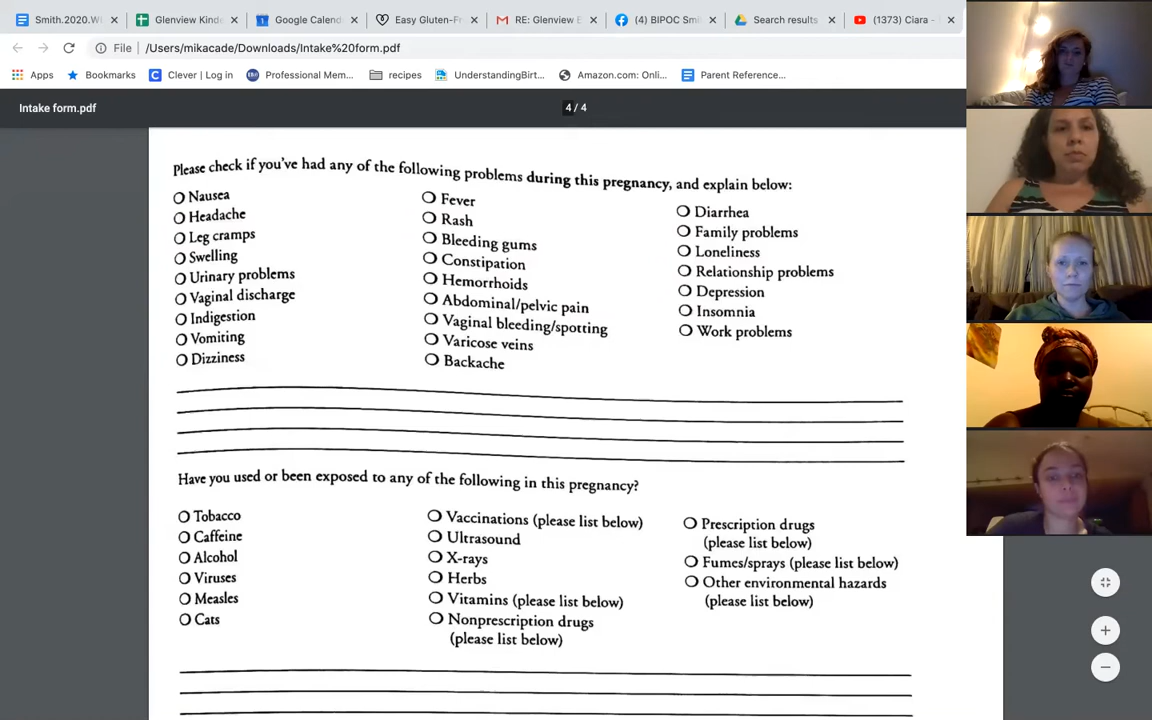 Smith.2020.Wi
Glenview Kinde
Google Calend
Easy Gluten-Fr
RE: Glenview E
(4) BIPOC Smi
Search results
(1373) Ciara -
File /Users/mikacade/Downloads/Intake%20form.pdf
Apps
Bookmarks
Clever | Log in
Professional Mem...
recipes
UnderstandingBirt...
Amazon.com: Onli...
Parent Reference...
Intake form.pdf
4 / 4
Please check if you've had any of the following problems during this pregnancy, and explain below:
Nausea
Headache
Leg cramps
Swelling
Urinary problems
Vaginal discharge
Indigestion
Vomiting
Dizziness
Fever
Rash
Bleeding gums
Constipation
Hemorrhoids
Abdominal/pelvic pain
Vaginal bleeding/spotting
Varicose veins
Backache
Diarrhea
Family problems
Loneliness
Relationship problems
Depression
Insomnia
Work problems
Have you used or been exposed to any of the following in this pregnancy?
Tobacco
Caffeine
Alcohol
Viruses
Measles
Cats
Vaccinations (please list below)
Ultrasound
X-rays
Herbs
Vitamins (please list below)
Nonprescription drugs
(please list below)
Prescription drugs
(please list below)
Fumes/sprays (please list below)
Other environmental hazards
(please list below)